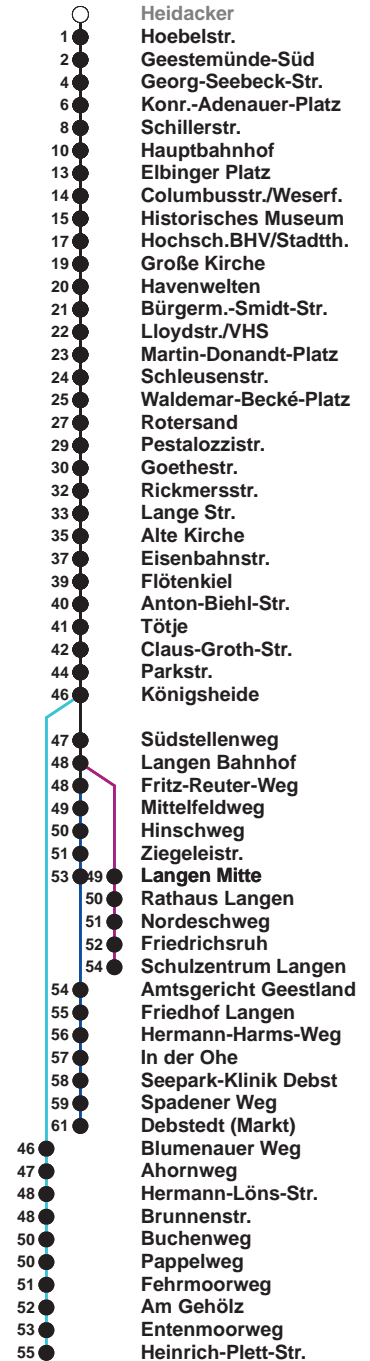 Heidacker
1 Hoebelstr.
2 Geestemünde-Süd
4 Georg-Seebeck-Str.
6 Konr.-Adenauer-Platz
8 Schillerstr.
10 Hauptbahnhof
13 Elbinger Platz
14 Columbusstr./Weserf.
15 Historisches Museum
17 Hochsch.BHV/Stadtth.
19 Große Kirche
20 Havenwelten
21 Bürgerm.-Smidt-Str.
22 Lloydstr./VHS
23 Martin-Donandt-Platz
24 Schleusenstr.
25 Waldemar-Becké-Platz
27 Rotersand
29 Pestalozzistr.
30 Goethestr.
32 Rickmersstr.
33 Lange Str.
35 Alte Kirche
37 Eisenbahnstr.
39 Flötenkiel
40 Anton-Biehl-Str.
41 Tötje
42 Claus-Groth-Str.
44 Parkstr.
46 Königsheide
47 Südstellenweg
48 Langen Bahnhof
48 Fritz-Reuter-Weg
49 Mittelfeldweg
50 Hinschweg
51 Ziegeleistr.
53 49 Langen Mitte
50 Rathaus Langen
51 Nordeschweg
52 Friedrichsruh
54 Schulzentrum Langen
54 Amtsgericht Geestland
55 Friedhof Langen
56 Hermann-Harms-Weg
57 In der Ohe
58 Seepark-Klinik Debst
59 Spadener Weg
61 Debstedt (Markt)
46 Blumenauer Weg
47 Ahornweg
48 Hermann-Löns-Str.
48 Brunnenstr.
50 Buchenweg
50 Pappelweg
51 Fehrmoorweg
52 Am Gehölz
53 Entenmoorweg
55 Heinrich-Plett-Str.